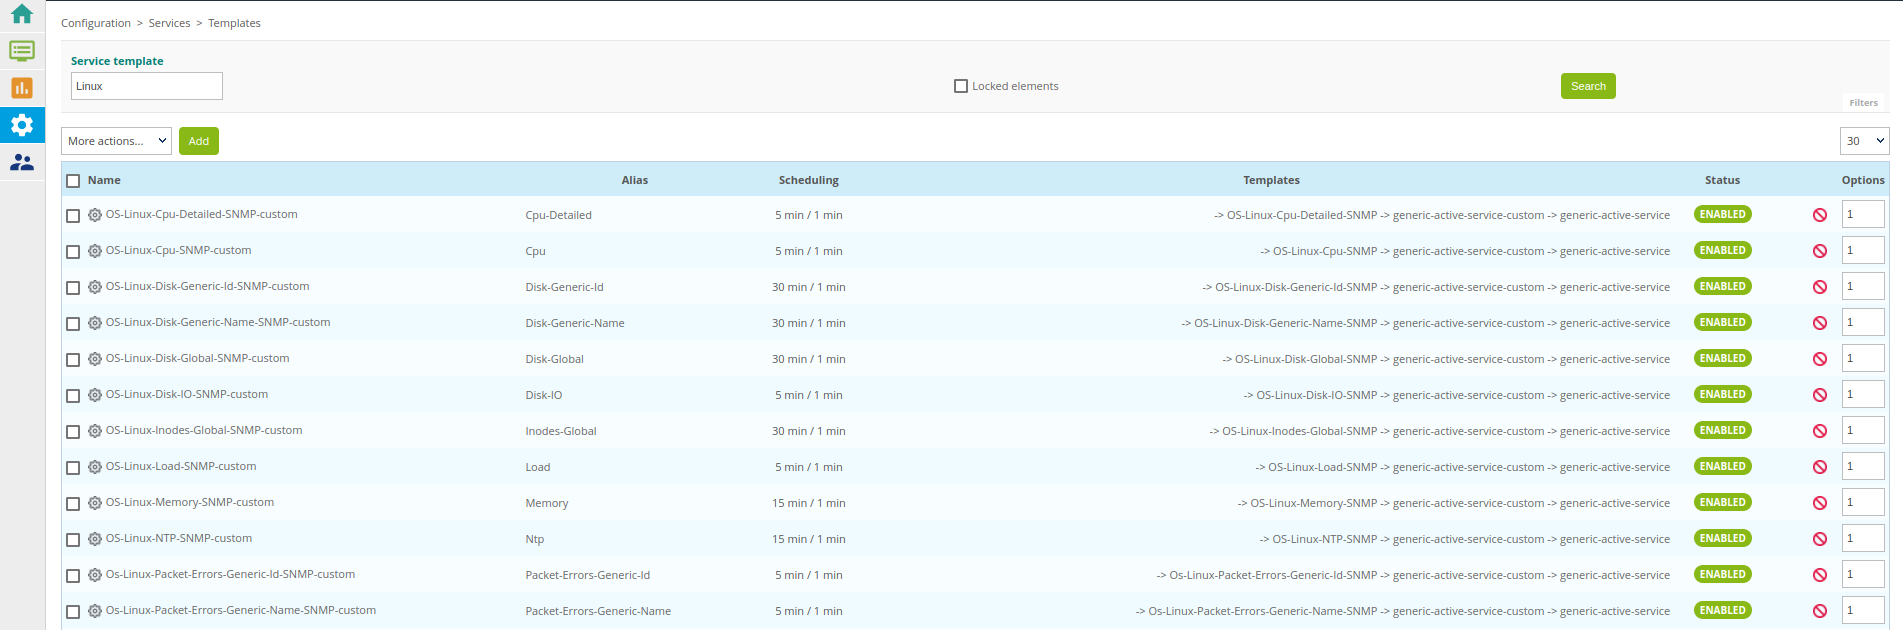 Configuration > Services > Templates
Service template
Linux
Locked elements
Search
Filters
More actions...
Add
30
Name Alias Scheduling Templates Status Options
OS-Linux-Cpu-Detailed-SNMP-custom Cpu-Detailed 5 min / 1 min -> OS-Linux-Cpu-Detailed-SNMP -> generic-active-service-custom -> generic-active-service ENABLED 1
OS-Linux-Cpu-SNMP-custom Cpu 5 min / 1 min -> OS-Linux-Cpu-SNMP -> generic-active-service-custom -> generic-active-service ENABLED 1
OS-Linux-Disk-Generic-Id-SNMP-custom Disk-Generic-Id 30 min / 1 min -> OS-Linux-Disk-Generic-Id-SNMP -> generic-active-service-custom -> generic-active-service ENABLED 1
OS-Linux-Disk-Generic-Name-SNMP-custom Disk-Generic-Name 30 min / 1 min -> OS-Linux-Disk-Generic-Name-SNMP -> generic-active-service-custom -> generic-active-service ENABLED 1
OS-Linux-Disk-Global-SNMP-custom Disk-Global 30 min / 1 min -> OS-Linux-Disk-Global-SNMP -> generic-active-service-custom -> generic-active-service ENABLED 1
OS-Linux-Disk-IO-SNMP-custom Disk-IO 5 min / 1 min -> OS-Linux-Disk-IO-SNMP -> generic-active-service-custom -> generic-active-service ENABLED 1
OS-Linux-Inodes-Global-SNMP-custom Inodes-Global 30 min / 1 min -> OS-Linux-Inodes-Global-SNMP -> generic-active-service-custom -> generic-active-service ENABLED 1
OS-Linux-Load-SNMP-custom Load 5 min / 1 min -> OS-Linux-Load-SNMP -> generic-active-service-custom -> generic-active-service ENABLED 1
OS-Linux-Memory-SNMP-custom Memory 15 min / 1 min -> OS-Linux-Memory-SNMP -> generic-active-service-custom -> generic-active-service ENABLED 1
OS-Linux-NTP-SNMP-custom Ntp 15 min / 1 min -> OS-Linux-NTP-SNMP -> generic-active-service-custom -> generic-active-service ENABLED 1
Os-Linux-Packet-Errors-Generic-Id-SNMP-custom Packet-Errors-Generic-Id 5 min / 1 min -> Os-Linux-Packet-Errors-Generic-Id-SNMP -> generic-active-service-custom -> generic-active-service ENABLED 1
Os-Linux-Packet-Errors-Generic-Name-SNMP-custom Packet-Errors-Generic-Name 5 min / 1 min -> Os-Linux-Packet-Errors-Generic-Name-SNMP -> generic-active-service-custom -> generic-active-service ENABLED 1